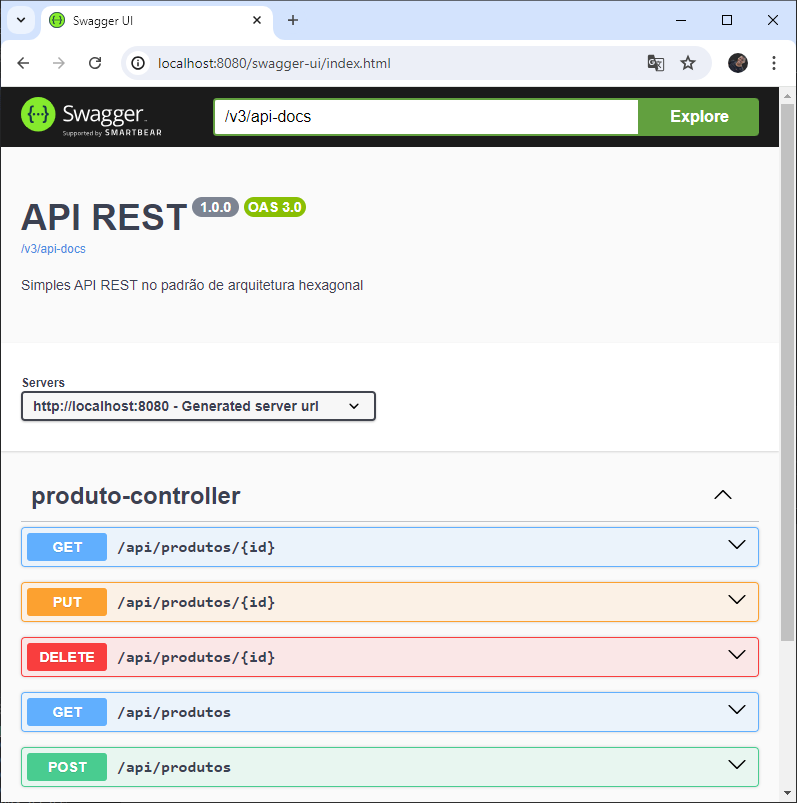 Swagger UI
localhost:8080/swagger-ui/index.html
Swagger
Supported by SMARTBEAR
/v3/api-docs
Explore
API REST 1.0.0 OAS 3.0
/v3/api-docs
Simples API REST no padrão de arquitetura hexagonal
Servers
http://localhost:8080 - Generated server url
produto-controller
GET /api/produtos/{id}
PUT /api/produtos/{id}
DELETE /api/produtos/{id}
GET /api/produtos
POST /api/produtos